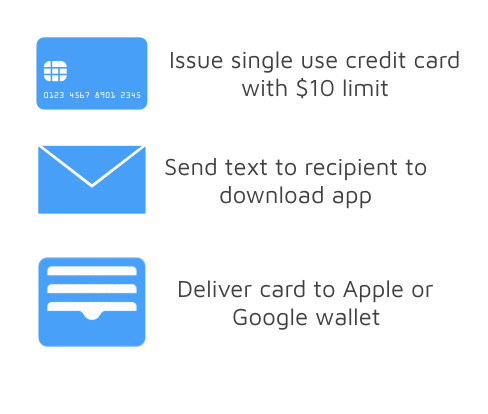 Issue single use credit card
with $10 limit
0123 4567 8901 2345
Send text to recipient to
download app
Deliver card to Apple or
Google wallet